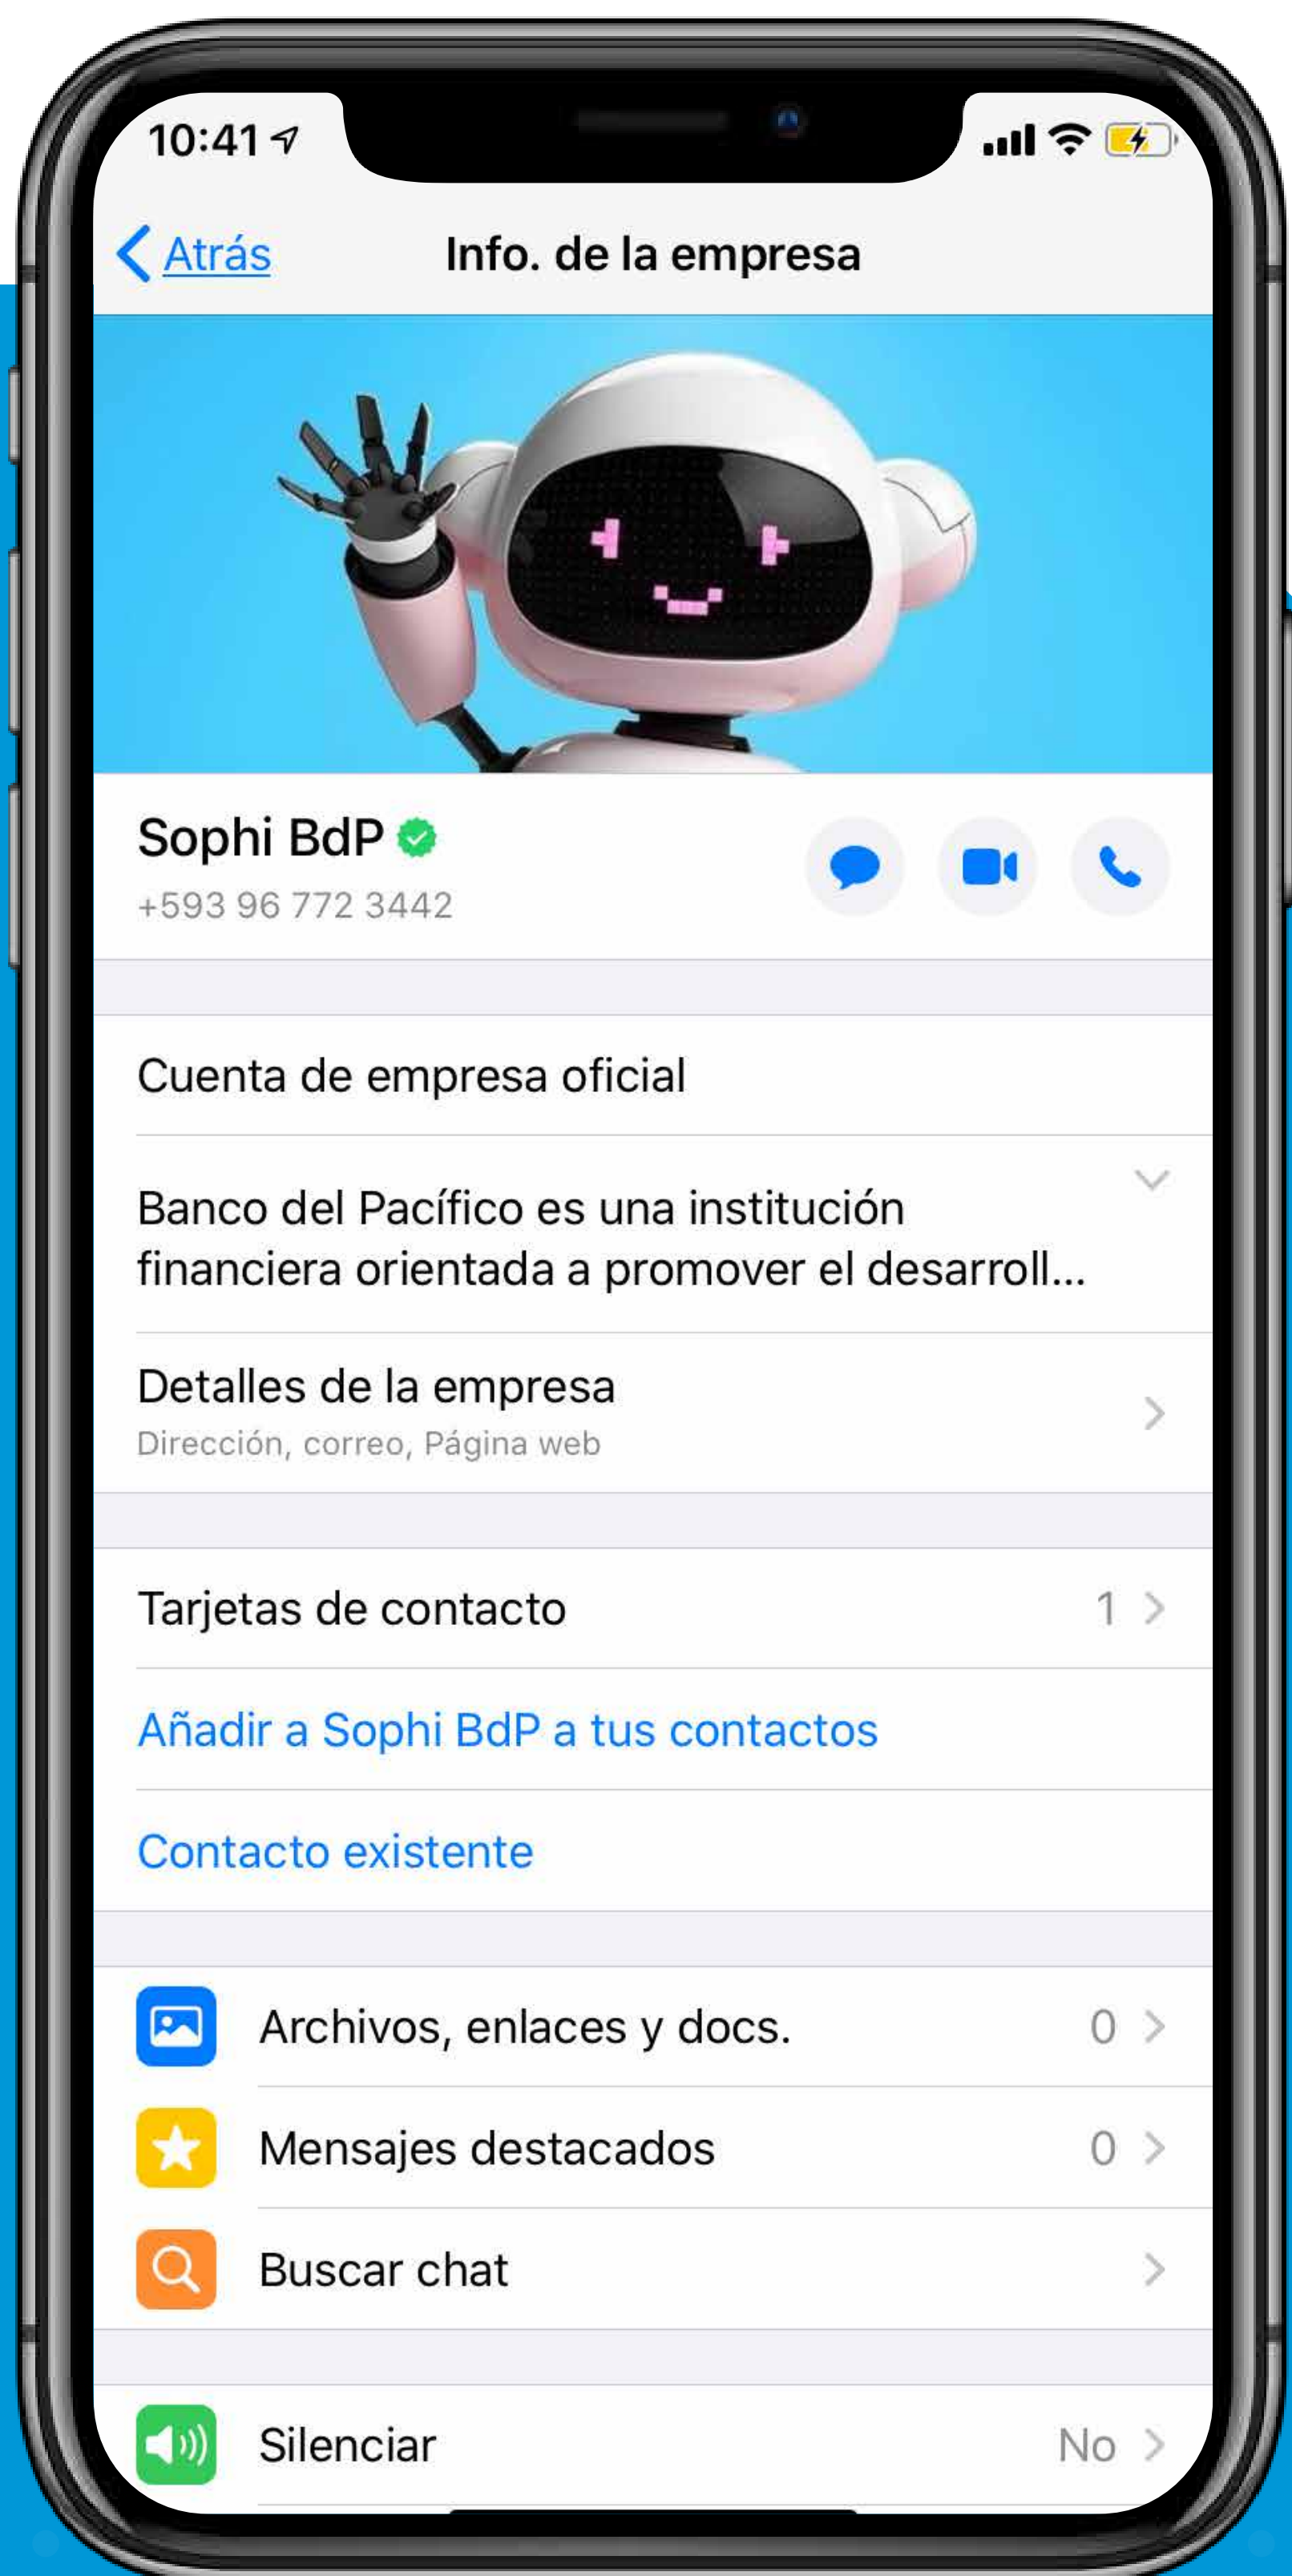 10:41
Atrás
Info. de la empresa
Sophi BdP
+593 96 772 3442
Cuenta de empresa oficial
Banco del Pacífico es una institución
financiera orientada a promover el desarroll...
Detalles de la empresa
Dirección, correo, Página web
Tarjetas de contacto 1
Añadir a Sophi BdP a tus contactos
Contacto existente
Archivos, enlaces y docs. 0
Mensajes destacados 0
Buscar chat
Silenciar No